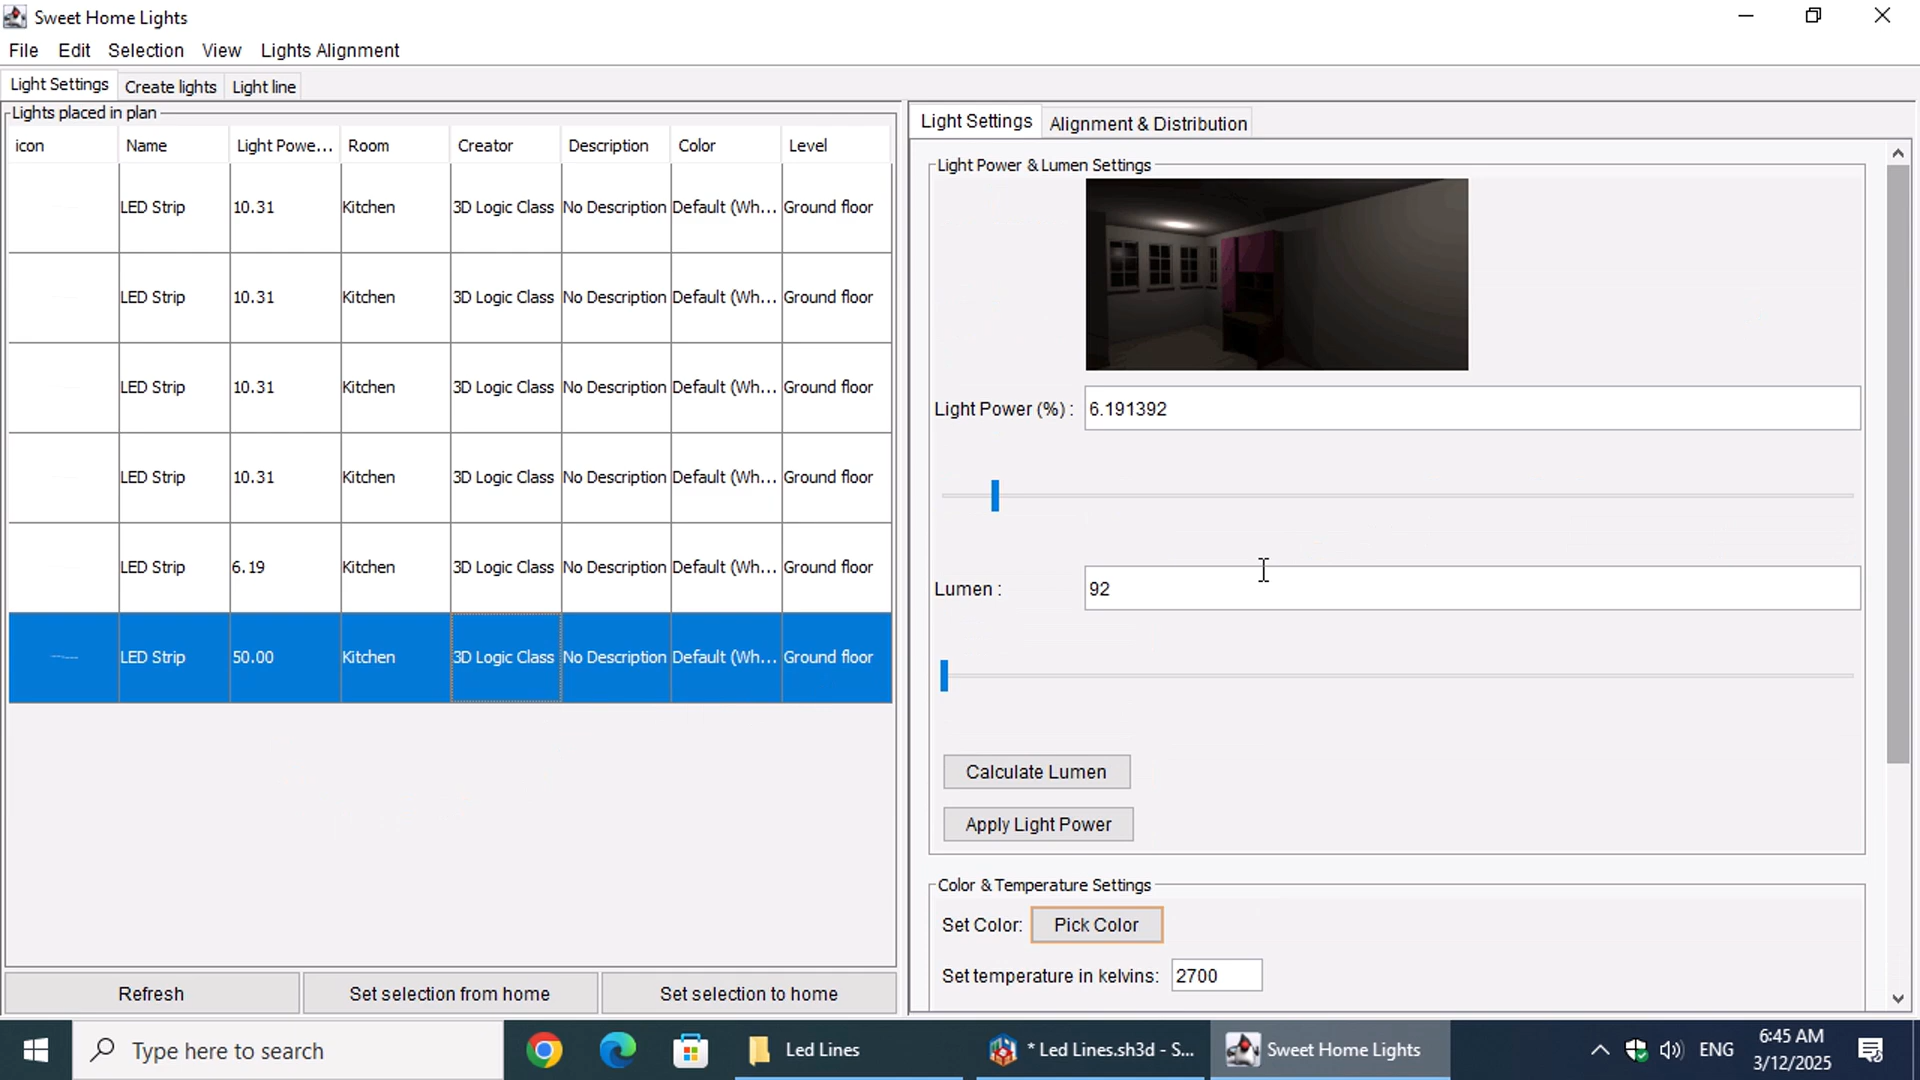 Sweet Home Lights
File Edit Selection View Lights Alignment
Light Settings Create lights Light line
Lights placed in plan
icon Name Light Powe... Room Creator Description Color Level
LED Strip 10.31 Kitchen 3D Logic Class No Description Default (Wh... Ground floor
LED Strip 10.31 Kitchen 3D Logic Class No Description Default (Wh... Ground floor
LED Strip 10.31 Kitchen 3D Logic Class No Description Default (Wh... Ground floor
LED Strip 10.31 Kitchen 3D Logic Class No Description Default (Wh... Ground floor
LED Strip 6.19 Kitchen 3D Logic Class No Description Default (Wh... Ground floor
LED Strip 50.00 Kitchen 3D Logic Class No Description Default (Wh... Ground floor
Refresh Set selection from home Set selection to home
Light Settings Alignment & Distribution
Light Power & Lumen Settings
Light Power (%) : 6.191392
Lumen : 92
Calculate Lumen
Apply Light Power
Color & Temperature Settings
Set Color: Pick Color
Set temperature in kelvins: 2700
Type here to search Led Lines * Led Lines.sh3d - S... Sweet Home Lights ENG 6:45 AM
3/12/2025